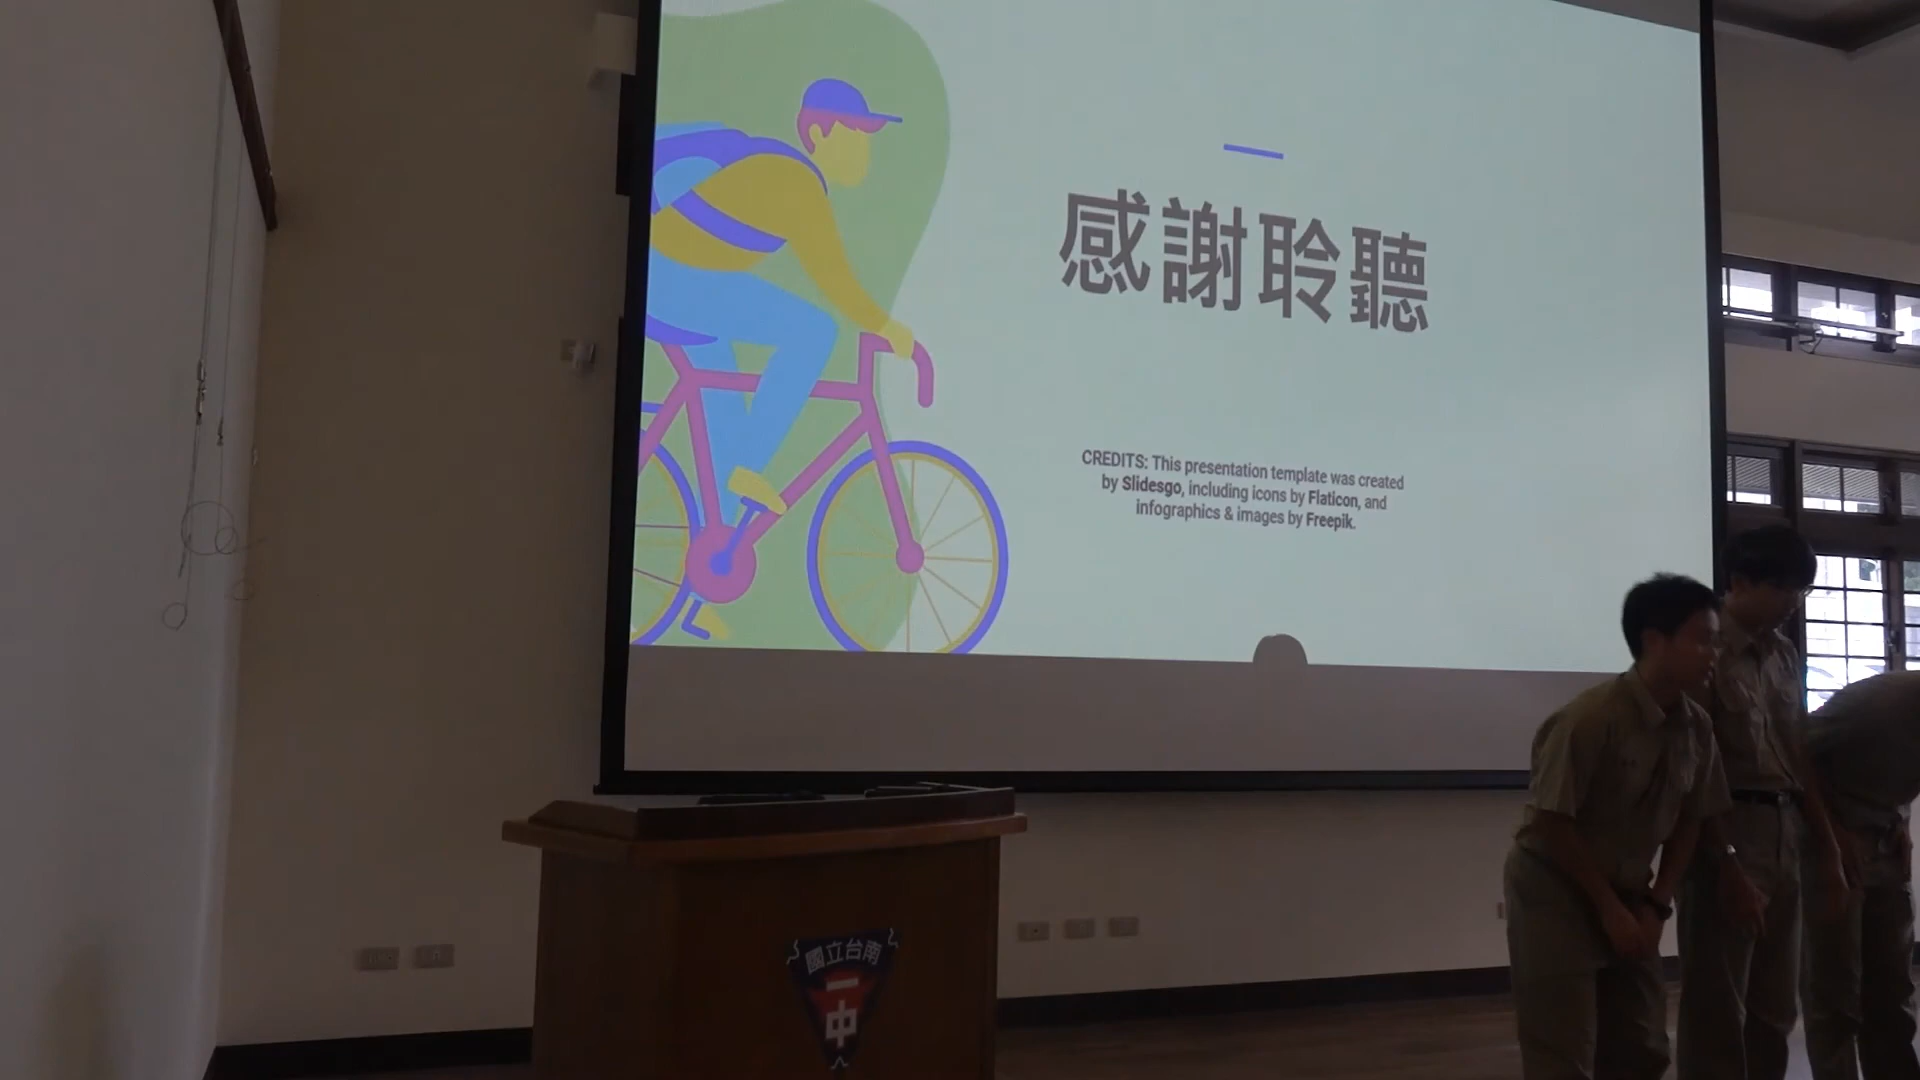 感謝聆聽
CREDITS: This presentation template was created
by Slidesgo, including icons by Flaticon, and
infographics & images by Freepik.
國立台南
一中